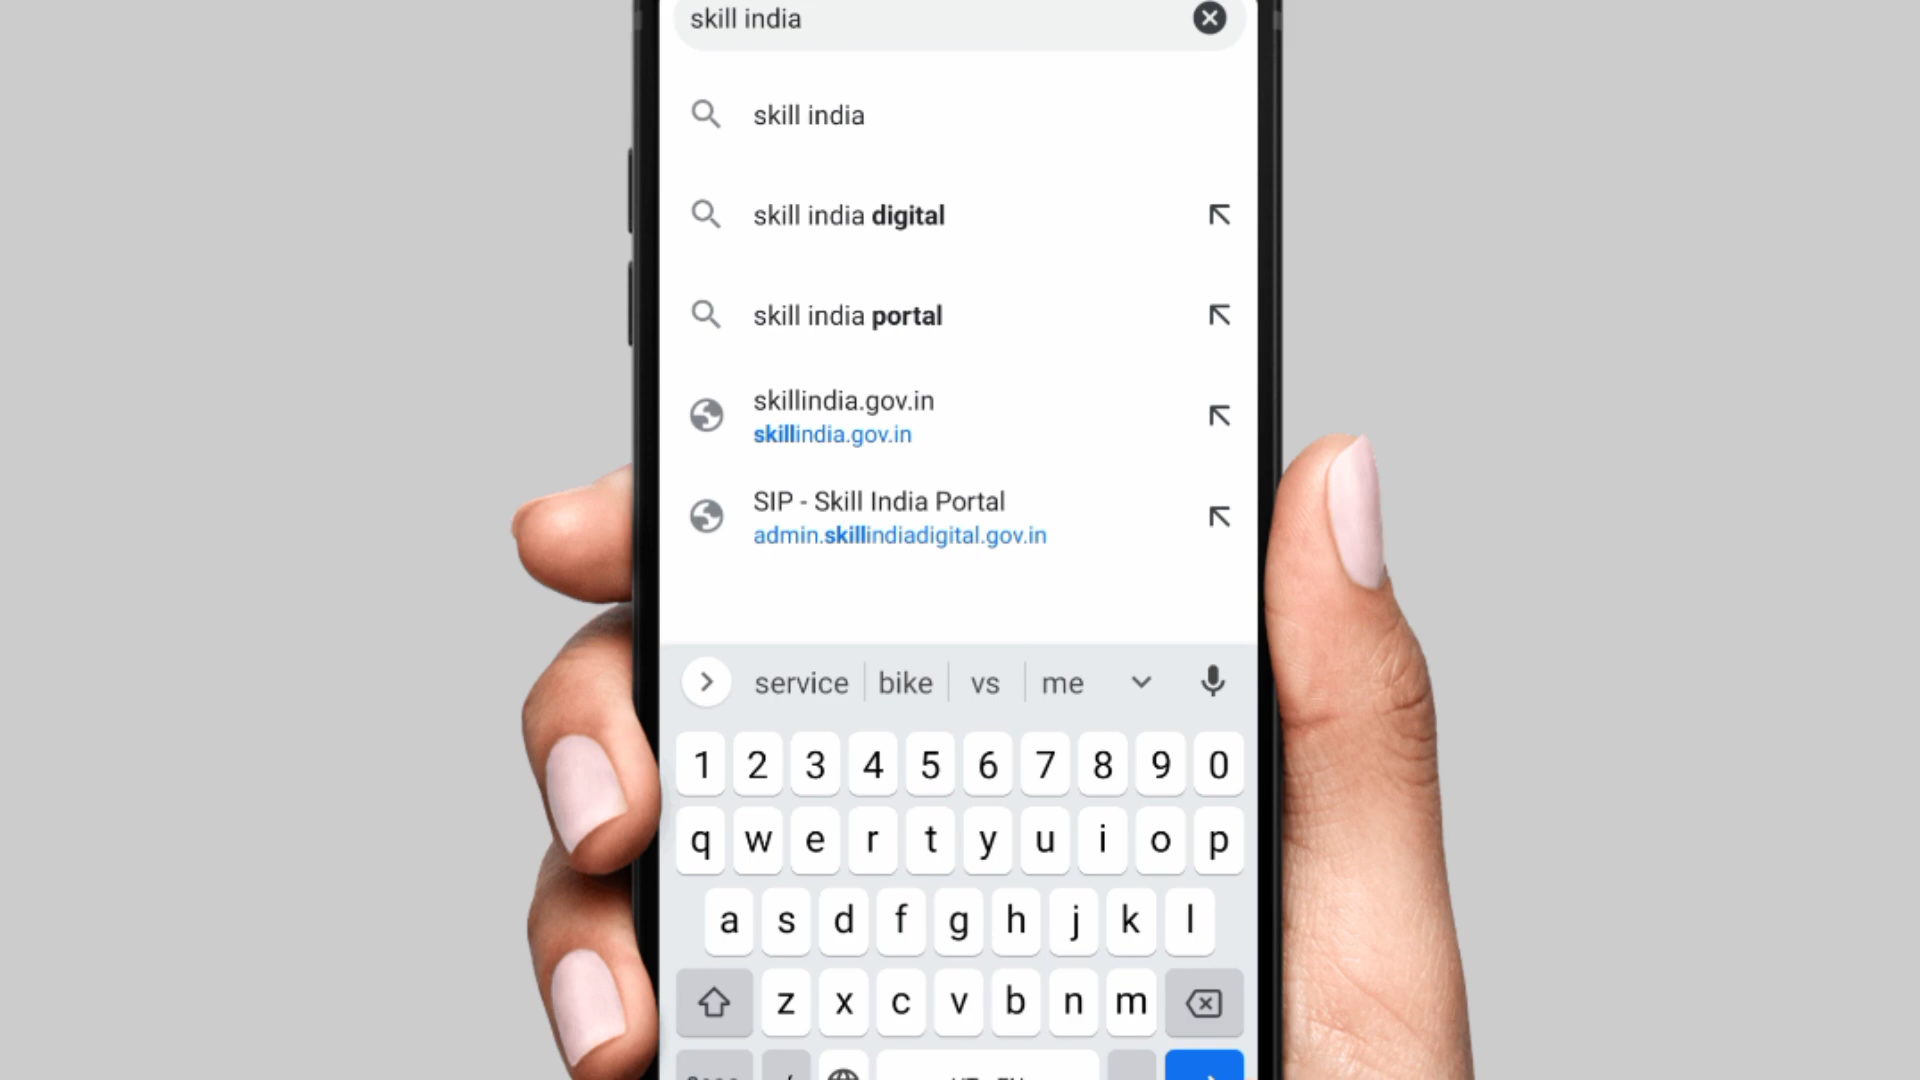 skill india
skill india
skill india digital
skill india portal
skillindia.gov.in
skillindia.gov.in
SIP - Skill India Portal
admin.skillindiadigital.gov.in
service bike vs me
1 2 3 4 5 6 7 8 9 0
q w e r t y u i o p
a s d f g h j k l
z x c v b n m